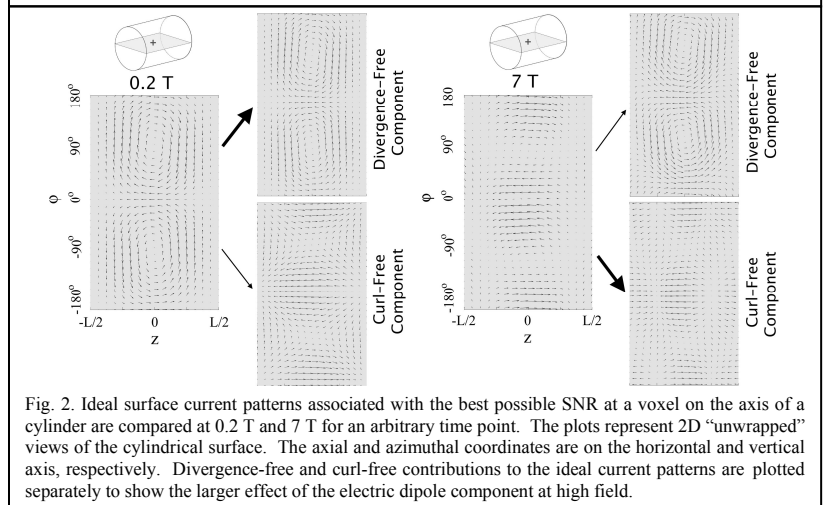 0.2 T
180°
90°
0°
-90°
-180°
φ
-L/2
0
L/2
z
Divergence-Free
Component
Curl-Free
Component
7 T
180
90°
0°
-90°
-180°
φ
-L/2
0
L/2
z
Divergence-Free
Component
Curl-Free
Component
Fig. 2. Ideal surface current patterns associated with the best possible SNR at a voxel on the axis of a
cylinder are compared at 0.2 T and 7 T for an arbitrary time point. The plots represent 2D “unwrapped”
views of the cylindrical surface. The axial and azimuthal coordinates are on the horizontal and vertical
axis, respectively. Divergence-free and curl-free contributions to the ideal current patterns are plotted
separately to show the larger effect of the electric dipole component at high field.